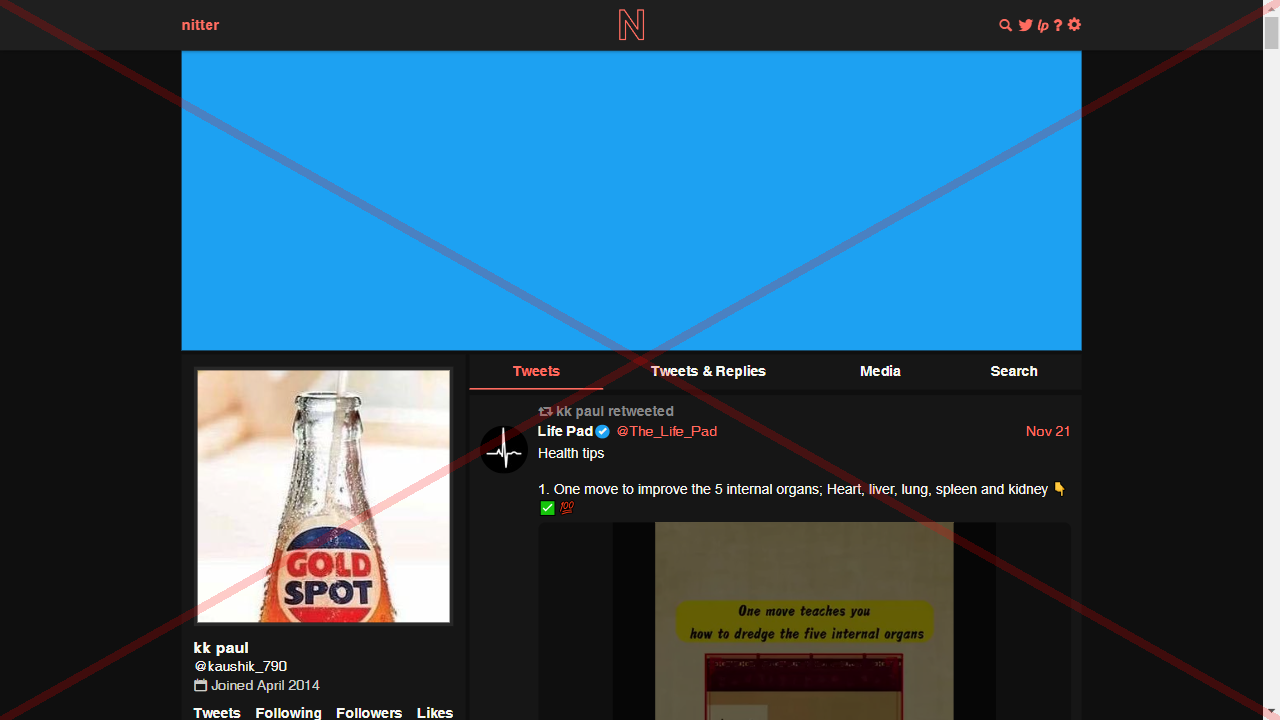 nitter
N
lp ?
Tweets
Tweets & Replies
Media
Search
kk paul retweeted
Life Pad @The_Life_Pad
Nov 21
Health tips
1. One move to improve the 5 internal organs; Heart, liver, lung, spleen and kidney 👇
✅ 💯
One move teaches you
how to dredge the five internal organs
GOLD
SPOT
kk paul
@kaushik_790
Joined April 2014
Tweets Following Followers Likes